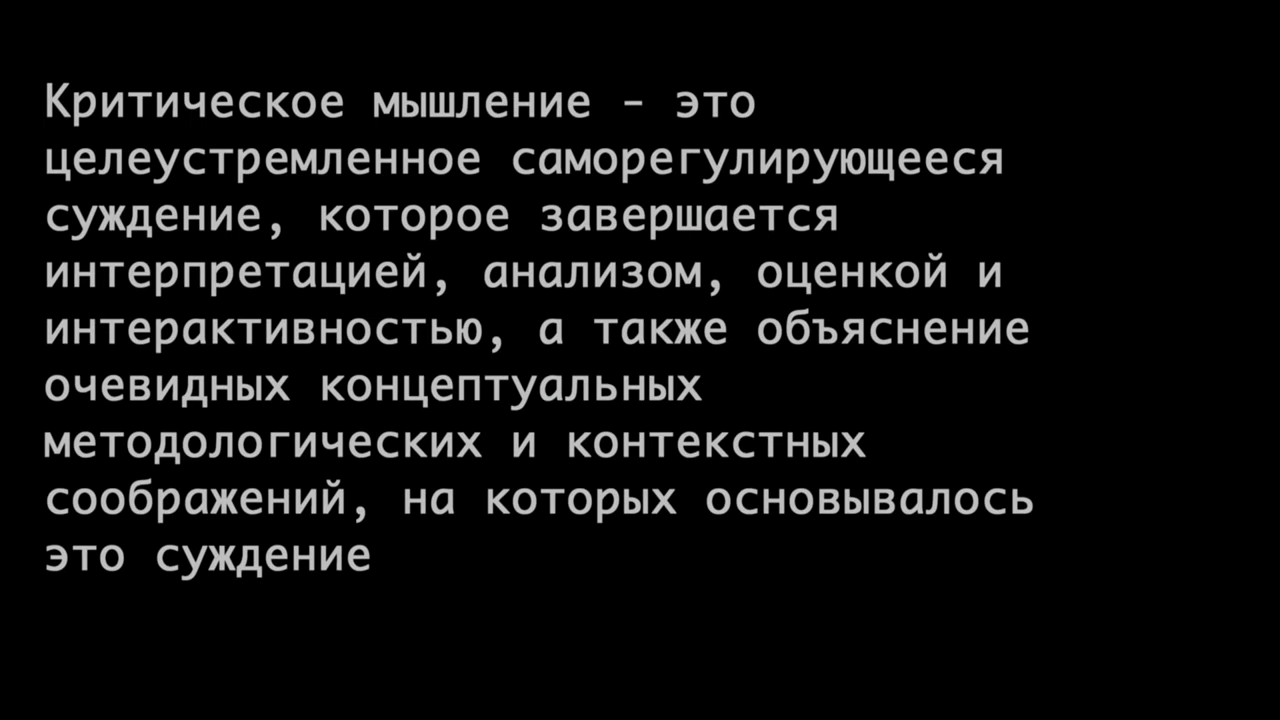 Критическое мышление - это
целеустремленное саморегулирующееся
суждение, которое завершается
интерпретацией, анализом, оценкой и
интерактивностью, а также объяснение
очевидных концептуальных
методологических и контекстных
соображений, на которых основывалось
это суждение